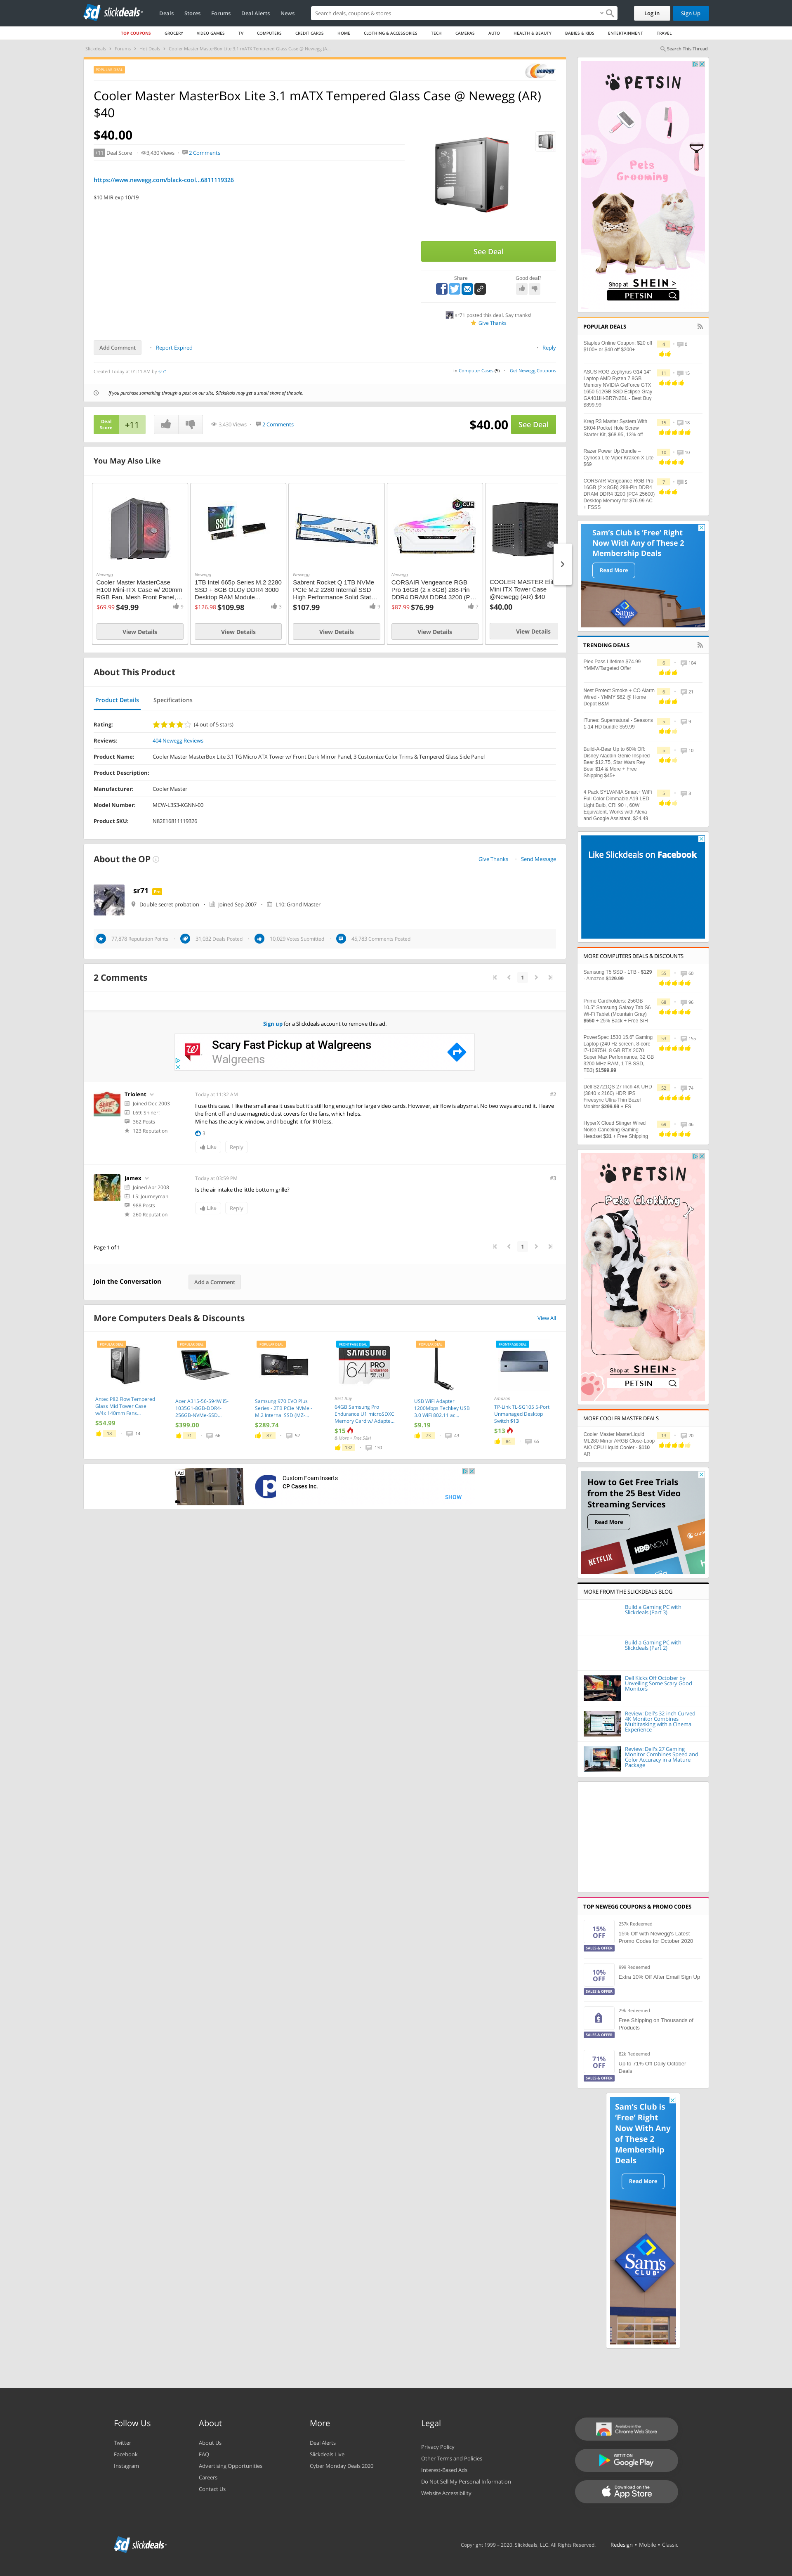 slickdeals
Deals Stores Forums Deal Alerts News
Search deals, coupons & stores
Log In Sign Up
TOP COUPONS GROCERY VIDEO GAMES TV COMPUTERS CREDIT CARDS HOME CLOTHING & ACCESSORIES TECH CAMERAS AUTO HEALTH & BEAUTY BABIES & KIDS ENTERTAINMENT TRAVEL
Slickdeals > Forums > Hot Deals > Cooler Master MasterBox Lite 3.1 mATX Tempered Glass Case @ Newegg (A...
Search This Thread
POPULAR DEAL
newegg
Cooler Master MasterBox Lite 3.1 mATX Tempered Glass Case @ Newegg (AR)
$40
$40.00
+11 Deal Score 3,430 Views 2 Comments
https://www.newegg.com/black-cool...6811119326
$10 MIR exp 10/19
See Deal
Share Good deal?
sr71 posted this deal. Say thanks!
Give Thanks
Add Comment Report Expired Reply
Created Today at 01:11 AM by sr71
in Computer Cases (5) Get Newegg Coupons
If you purchase something through a post on our site, Slickdeals may get a small share of the sale.
Deal Score +11 3,430 Views 2 Comments $40.00 See Deal
You May Also Like
Newegg
Cooler Master MasterCase
H100 Mini-ITX Case w/ 200mm
RGB Fan, Mesh Front Panel,...
$69.99 $49.99
View Details
Newegg
1TB Intel 665p Series M.2 2280
SSD + 8GB OLOy DDR4 3000
Desktop RAM Module...
$126.98 $109.98
View Details
Newegg
Sabrent Rocket Q 1TB NVMe
PCIe M.2 2280 Internal SSD
High Performance Solid Stat...
$107.99
View Details
Newegg
CORSAIR Vengeance RGB
Pro 16GB (2 x 8GB) 288-Pin
DDR4 DRAM DDR4 3200 (P...
$87.99 $76.99
View Details
COOLER MASTER Elit
Mini ITX Tower Case
@Newegg (AR) $40
$40.00
View Details
About This Product
Product Details Specifications
Rating: (4 out of 5 stars)
Reviews: 404 Newegg Reviews
Product Name: Cooler Master MasterBox Lite 3.1 TG Micro ATX Tower w/ Front Dark Mirror Panel, 3 Customize Color Trims & Tempered Glass Side Panel
Product Description:
Manufacturer: Cooler Master
Model Number: MCW-L3S3-KGNN-00
Product SKU: N82E16811119326
About the OP
Give Thanks Send Message
sr71 Pro
Double secret probation Joined Sep 2007 L10: Grand Master
77,878 Reputation Points 31,032 Deals Posted 10,029 Votes Submitted 45,783 Comments Posted
2 Comments
1
Sign up for a Slickdeals account to remove this ad.
Scary Fast Pickup at Walgreens
Walgreens
Triolent
Joined Dec 2003
L69: Shiner!
362 Posts
123 Reputation
Today at 11:52 AM
#2
I use this case. I like the small area it uses but it's still long enough for large video cards. However, air flow is abysmal. No two ways around it. I leave
the front off and use magnetic dust covers for the fans, which helps.
Mine has the acrylic window, and I bought it for $10 less.
3
Like Reply
jamex
Joined Apr 2008
L5: Journeyman
988 Posts
260 Reputation
Today at 03:59 PM
#3
Is the air intake the little bottom grille?
Like Reply
Page 1 of 1
1
Join the Conversation Add a Comment
More Computers Deals & Discounts
View All
POPULAR DEAL
Antec P82 Flow Tempered
Glass Mid Tower Case
w/4x 140mm Fans...
$54.99
16 14
Acer A315-56-594W i5-
1035G1-8GB-DDR4-
256GB-NVMe-SSD...
$399.00
71 66
Samsung 970 EVO Plus
Series - 2TB PCIe NVMe -
M.2 Internal SSD (MZ-...
$289.74
87 52
FRONTPAGE DEAL
SAMSUNG
64 PRO
Best Buy
64GB Samsung Pro
Endurance U1 microSDXC
Memory Card w/ Adapte...
$15
& More + Free S&H
132 130
POPULAR DEAL
USB WiFi Adapter
1200Mbps Techkey USB
3.0 WiFi 802.11 ac...
$9.19
75 43
FRONTPAGE DEAL
Amazon
TP-Link TL-SG105 5-Port
Unmanaged Desktop
Switch $13
$13
84 65
Ad
Custom Foam Inserts
CP Cases Inc.
SHOW
PETSIN
Pets
Grooming
SHOP AT SHEIN
PETSIN
POPULAR DEALS
Staples Online Coupon: $20 off
$100+ or $40 off $200+
4 0
ASUS ROG Zephyrus G14 14"
Laptop AMD Ryzen 7 8GB
Memory NVIDIA GeForce GTX
1650 512GB SSD Eclipse Gray
GA401IH-BR7N2BL - Best Buy
$899.99
11 15
Kreg R3 Master System With
SK04 Pocket Hole Screw
Starter Kit, $68.95, 13% off
15 18
Razer Power Up Bundle –
Cynosa Lite Viper Kraken X Lite
$69
10 10
CORSAIR Vengeance RGB Pro
16GB (2 x 8GB) 288-Pin DDR4
DRAM DDR4 3200 (PC4 25600)
Desktop Memory for $76.99 AC
+ FSSS
7 5
Sam's Club is 'Free' Right
Now With Any of These 2
Membership Deals
Read More
Sam's
TRENDING DEALS
Plex Pass Lifetime $74.99
YMMV/Targeted Offer
6 104
Nest Protect Smoke + CO Alarm
Wired - YMMY $62 @ Home
Depot B&M
6 21
iTunes: Supernatural - Seasons
1-14 HD bundle $59.99
5 9
Build-A-Bear Up to 60% Off:
Disney Aladdin Genie Inspired
Bear $12.75, Star Wars Rey
Bear $14 & More + Free
Shipping $45+
5 10
4 Pack SYLVANIA Smart+ WiFi
Full Color Dimmable A19 LED
Light Bulb, CRI 90+, 60W
Equivalent, Works with Alexa
and Google Assistant, $24.49
5 3
Like Slickdeals on Facebook
MORE COMPUTERS DEALS & DISCOUNTS
Samsung T5 SSD - 1TB - $129
- Amazon $129.99
55 60
Prime Cardholders: 256GB
10.5" Samsung Galaxy Tab S6
Wi-Fi Tablet (Mountain Gray)
$550 + 25% Back + Free S/H
68 96
PowerSpec 1530 15.6" Gaming
Laptop (240 Hz screen, 8-core
i7-10875H, 8 GB RTX 2070
Super Max Performance, 32 GB
3200 MHz RAM, 1 TB SSD,
TB3) $1599.99
53 155
Dell S2721QS 27 Inch 4K UHD
(3840 x 2160) HDR IPS
Freesync Ultra-Thin Bezel
Monitor $299.99 + FS
52 74
HyperX Cloud Stinger Wired
Noise-Canceling Gaming
Headset $31 + Free Shipping
69 46
PETSIN
Pets Clothing
SHOP AT SHEIN
PETSIN
MORE COOLER MASTER DEALS
Cooler Master MasterLiquid
ML280 Mirror ARGB Close-Loop
AIO CPU Liquid Cooler - $110
AR
13 20
How to Get Free Trials
from the 25 Best Video
Streaming Services
Read More
NETFLIX HBONOW
MORE FROM THE SLICKDEALS BLOG
Build a Gaming PC with
Slickdeals (Part 3)
Build a Gaming PC with
Slickdeals (Part 2)
Dell Kicks Off October by
Unveiling Some Scary Good
Monitors
Review: Dell's 32-inch Curved
4K Monitor Combines
Multitasking with a Cinema
Experience
Review: Dell's 27 Gaming
Monitor Combines Speed and
Color Accuracy in a Mature
Package
TOP NEWEGG COUPONS & PROMO CODES
15%
OFF
SALES & OFFER
257k Redeemed
15% Off with Newegg's Latest
Promo Codes for October 2020
10%
OFF
SALES & OFFER
999 Redeemed
Extra 10% Off After Email Sign Up
SALES & OFFER
29k Redeemed
Free Shipping on Thousands of
Products
71%
OFF
SALES & OFFER
82k Redeemed
Up to 71% Off Daily October
Deals
Sam's Club is
'Free' Right
Now With Any
of These 2
Membership
Deals
Read More
Sam's
CLUB
Follow Us
Twitter
Facebook
Instagram
About
About Us
FAQ
Advertising Opportunities
Careers
Contact Us
More
Deal Alerts
Slickdeals Live
Cyber Monday Deals 2020
Legal
Privacy Policy
Other Terms and Policies
Interest-Based Ads
Do Not Sell My Personal Information
Website Accessibility
Available in the
Chrome Web Store
GET IT ON
Google Play
Download on the
App Store
slickdeals
Copyright 1999 – 2020. Slickdeals, LLC. All Rights Reserved. Redesign • Mobile • Classic